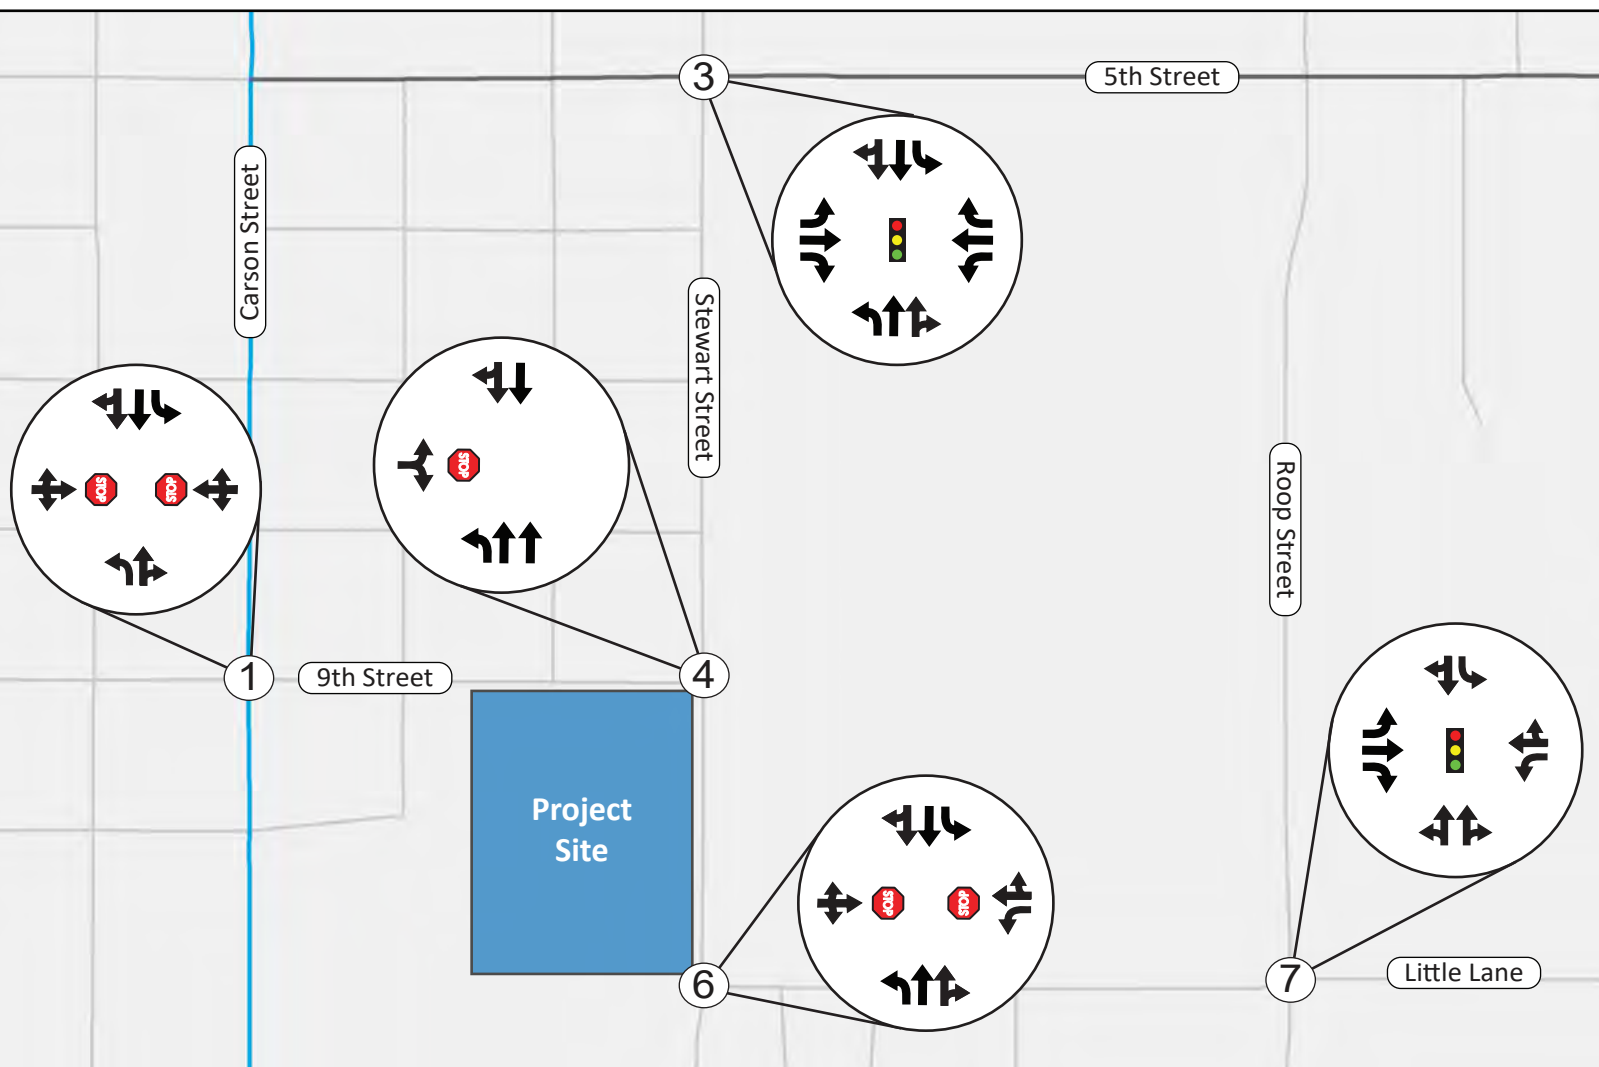 3
5th Street
Carson Street
Stewart Street
STOP
STOP
STOP
Roop Street
1
9th Street
4
Project
Site
STOP
STOP
6
7
Little Lane